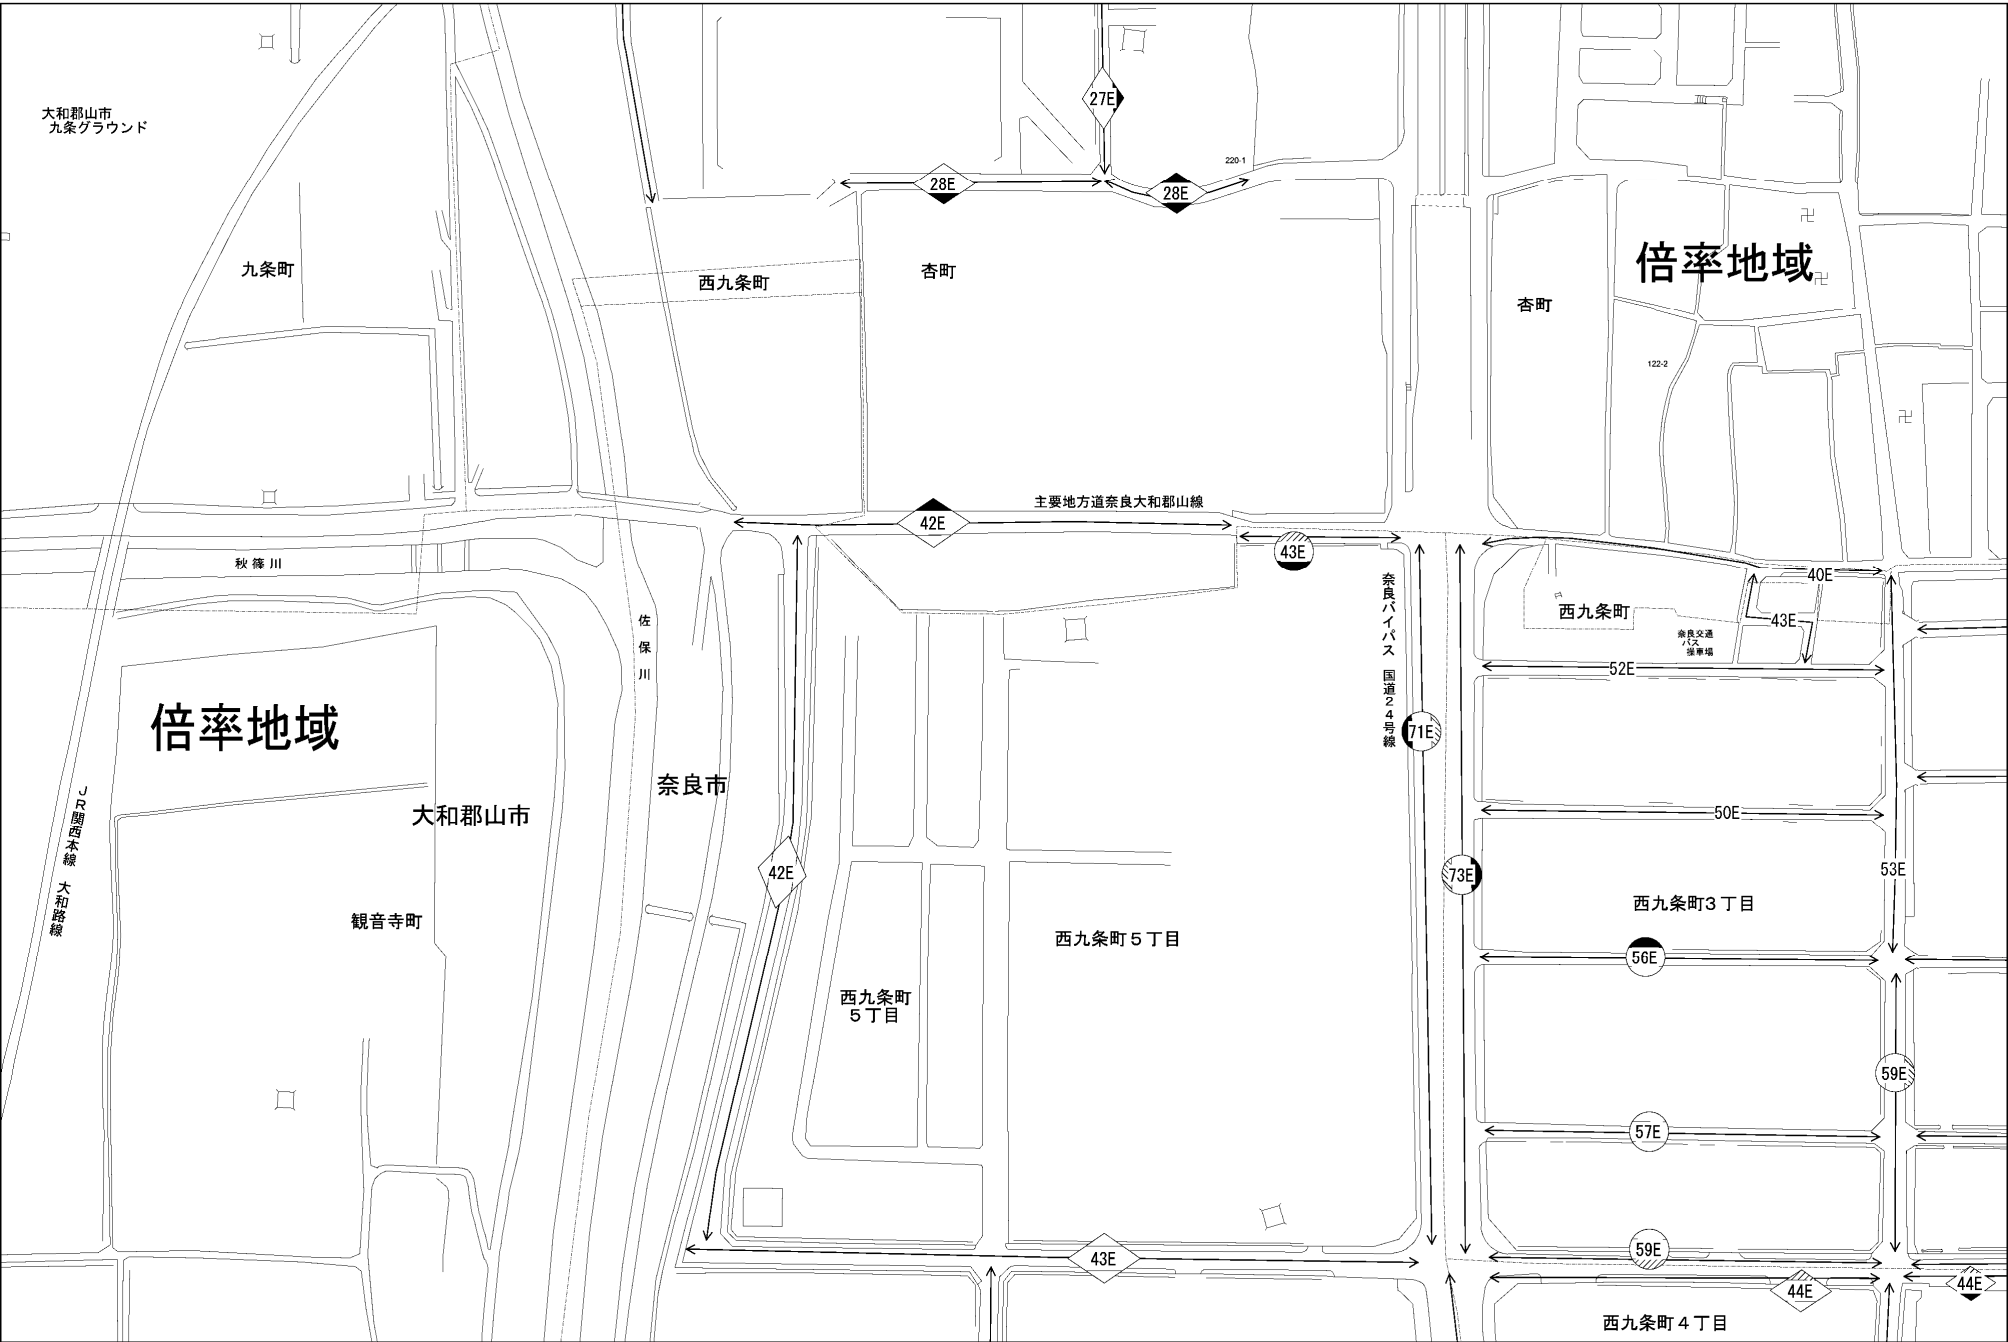 大和郡山市
九条グラウンド
27E
220-1
28E
28E
九条町
西九条町
杏町
倍率地域
杏町
122-2
主要地方道奈良大和郡山線
42E
43E
秋篠川
40E
佐保川
奈良バイパス 国道24号線
西九条町
43E
奈良交通
バス
操車場
52E
倍率地域
71E
奈良市
大和郡山市
JR関西本線 大和路線
50E
42E
73E
53E
観音寺町
西九条町5丁目
西九条町3丁目
56E
西九条町
5丁目
59E
57E
43E
59E
44E
44E
西九条町4丁目